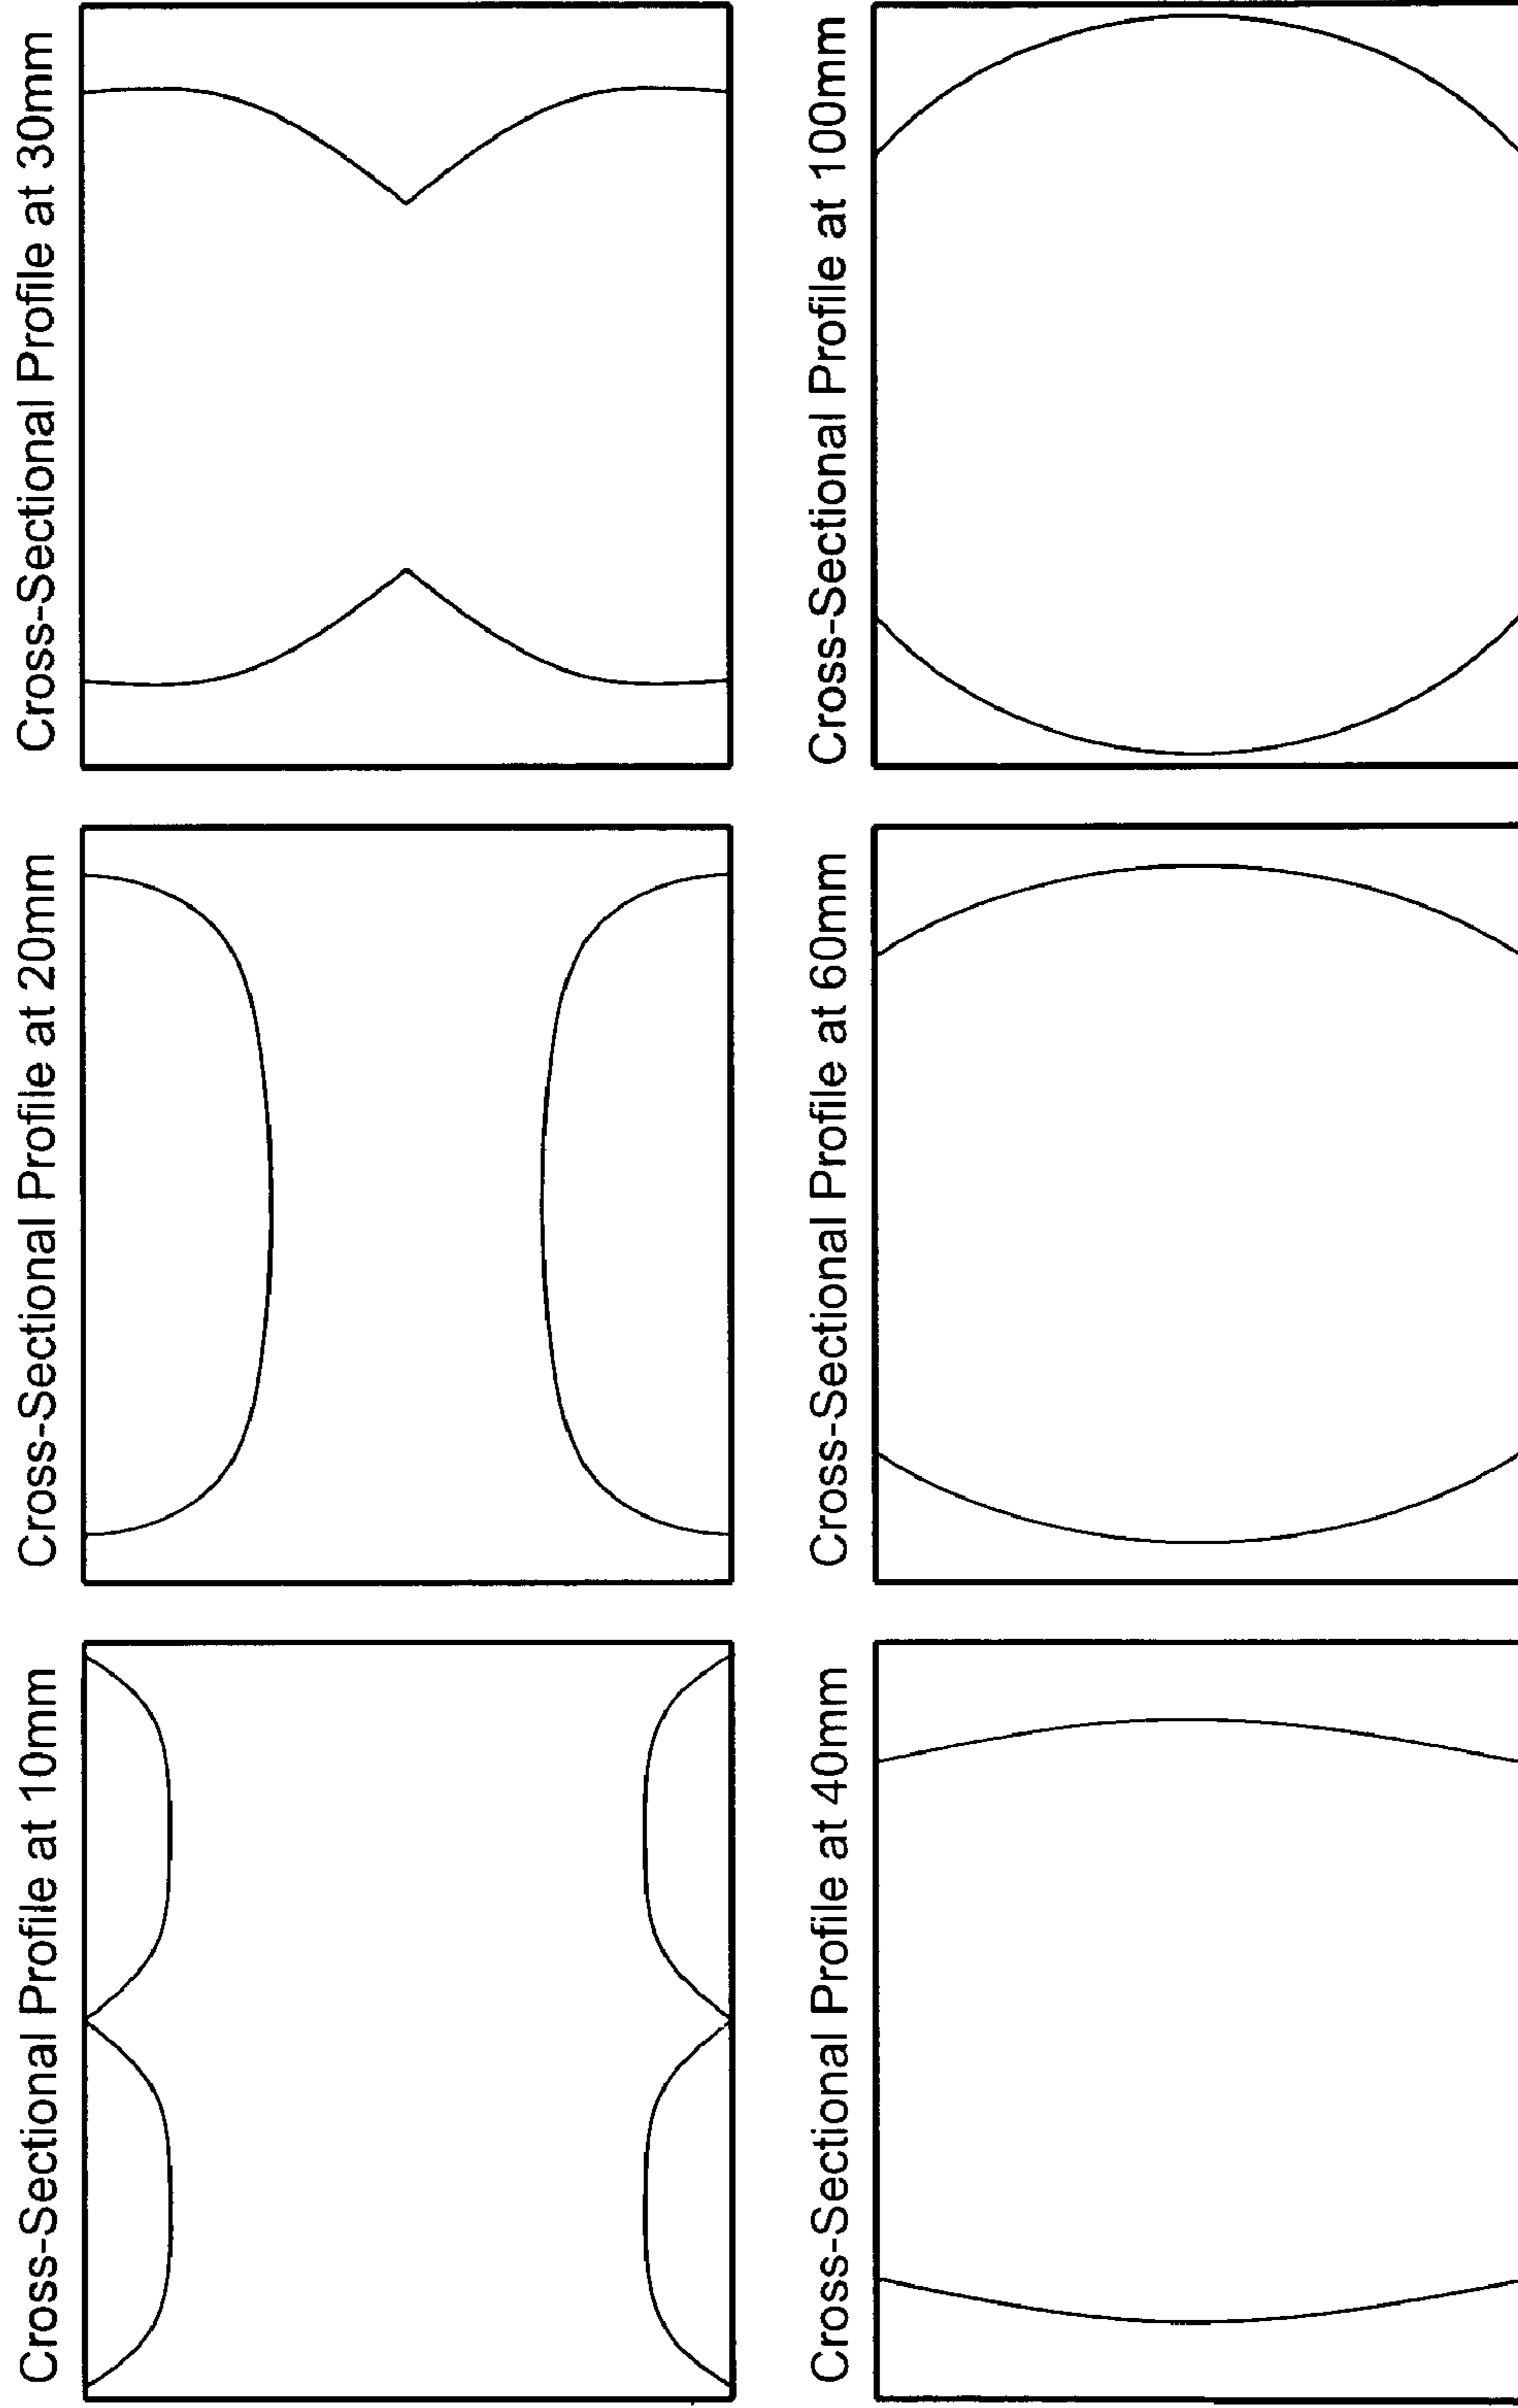 Cross-Sectional Profile at 10mm
Cross-Sectional Profile at 20mm
Cross-Sectional Profile at 30mm
Cross-Sectional Profile at 40mm
Cross-Sectional Profile at 60mm
Cross-Sectional Profile at 100mm